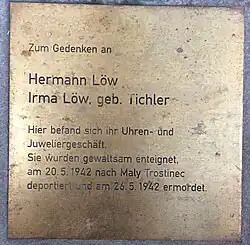 Zum Gedenken an
Hermann Löw
Irma Löw, geb. Tichler
Hier befand sich ihr Uhren- und
Juweliergeschäft.
Sie wurden gewaltsam enteignet,
am 20.5.1942 nach Maly Trostinec
deportiert und am 26.5.1942 ermordet.